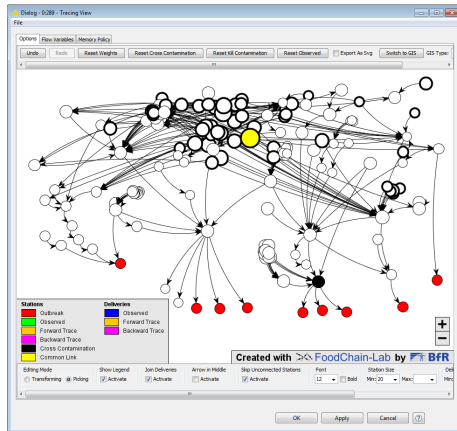 Dialog - 0:289 - Tracing View
File
Options Flow Variables Memory Policy
Undo Redo Reset Weights Reset Cross Contamination Reset Kill Contamination Reset Observed Export As Svg Switch to GIS GIS Type:
Stations Deliveries
Outbreak Observed
Observed Forward Trace
Forward Trace Backward Trace
Backward Trace
Cross Contamination
Common Link
+
−
Created with FoodChain-Lab by BfR
Editing Mode Show Legend Join Deliveries Arrow in Middle Skip Unconnected Stations Font Station Size Deli
Transforming Picking Activate Activate Activate Activate 12 Bold Min: 20 Max: Min:
OK Apply Cancel ?